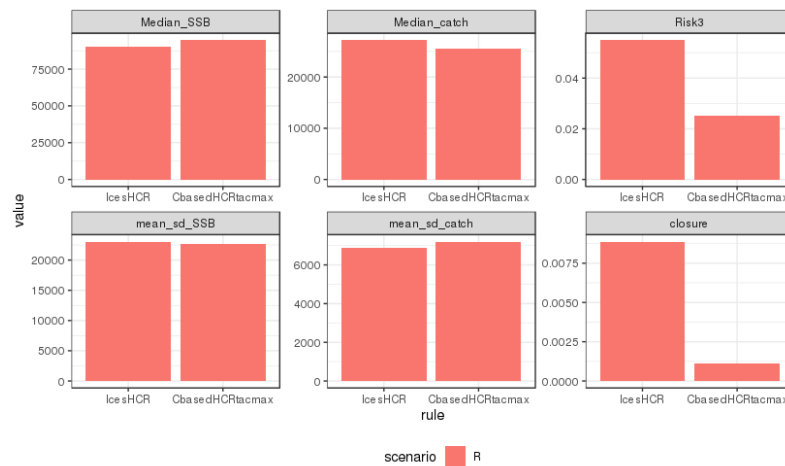 Median_SSB
Median_catch
Risk3
75000
50000
25000
0
20000
10000
0
0.04
0.02
0.00
IcesHCR CbasedHCRtacmax
IcesHCR CbasedHCRtacmax
IcesHCR CbasedHCRtacmax
value
mean_sd_SSB
mean_sd_catch
closure
20000
15000
10000
5000
0
6000
4000
2000
0
0.0075
0.0050
0.0025
0.0000
IcesHCR CbasedHCRtacmax
IcesHCR CbasedHCRtacmax
IcesHCR CbasedHCRtacmax
rule
scenario R